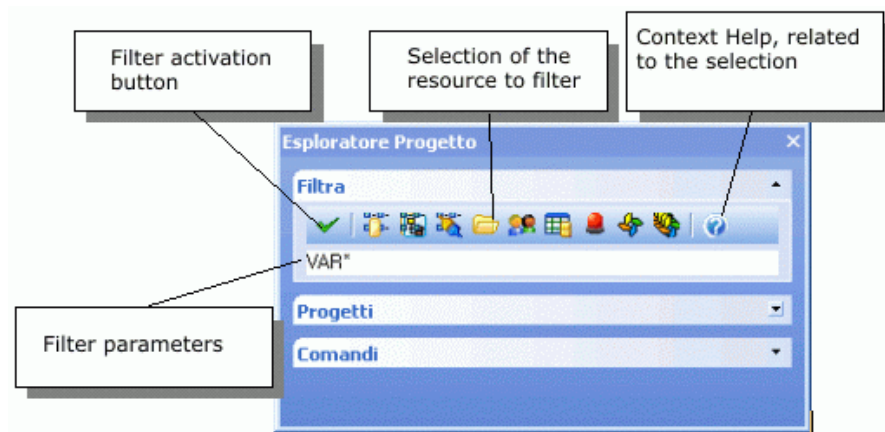 Filter activation
button
Selection of the
resource to filter
Context Help, related
to the selection
Esploratore Progetto
Filtra
VAR*
Filter parameters
Progetti
Comandi